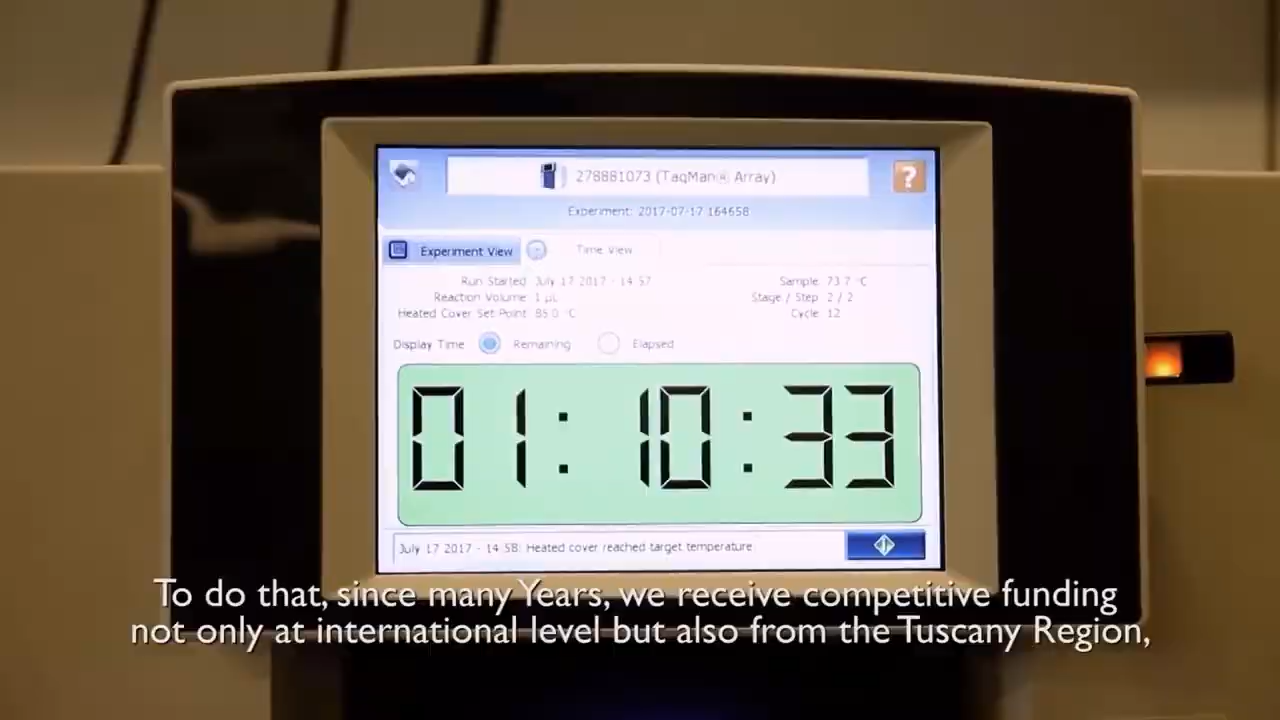 278881073 (TaqMan® Array)
?
Experiment: 2017-07-17 164658
Experiment View
Time View
Run Started July 17 2017 - 14:57
Sample: 73.7 °C
Reaction Volume 1 µL
Stage / Step 2 / 2
Heated Cover Set Point: 85.0 °C
Cycle: 12
Display Time Remaining Elapsed
01:10:33
July 17 2017 - 14:58: Heated cover reached target temperature
To do that, since many Years, we receive competitive funding
not only at international level but also from the Tuscany Region,